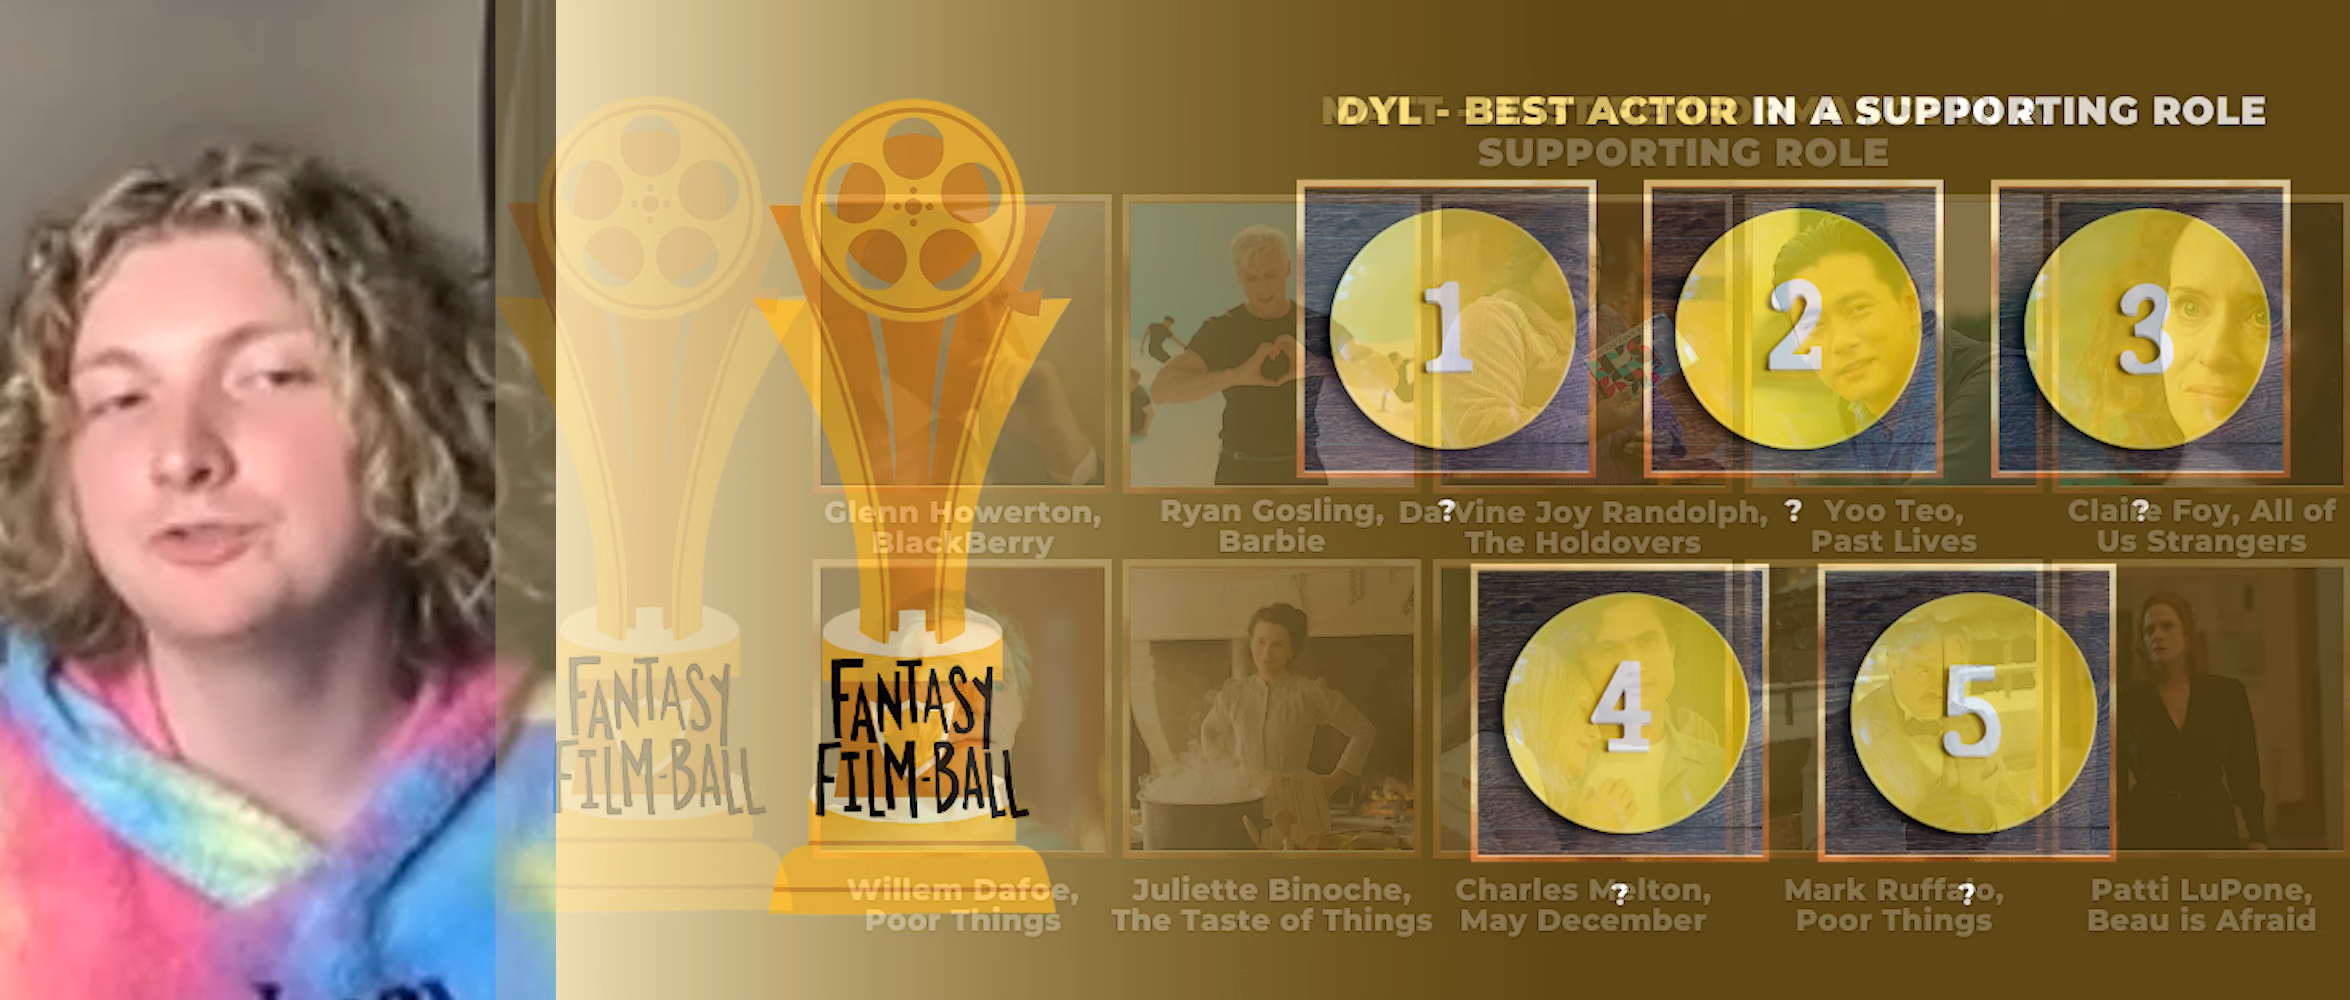 DYL - BEST ACTOR IN A SUPPORTING ROLE
SUPPORTING ROLE
1
2
3
Glenn Howerton,
BlackBerry
Ryan Gosling,
Barbie
Da'Vine Joy Randolph,
The Holdovers
Yoo Teo,
Past Lives
Claire Foy, All of
Us Strangers
?
?
?
4
5
FANTASY
FILM-BALL
FANTASY
FILM-BALL
Willem Dafoe,
Poor Things
Juliette Binoche,
The Taste of Things
Charles Melton,
May December
Mark Ruffalo,
Poor Things
Patti LuPone,
Beau is Afraid
?
?